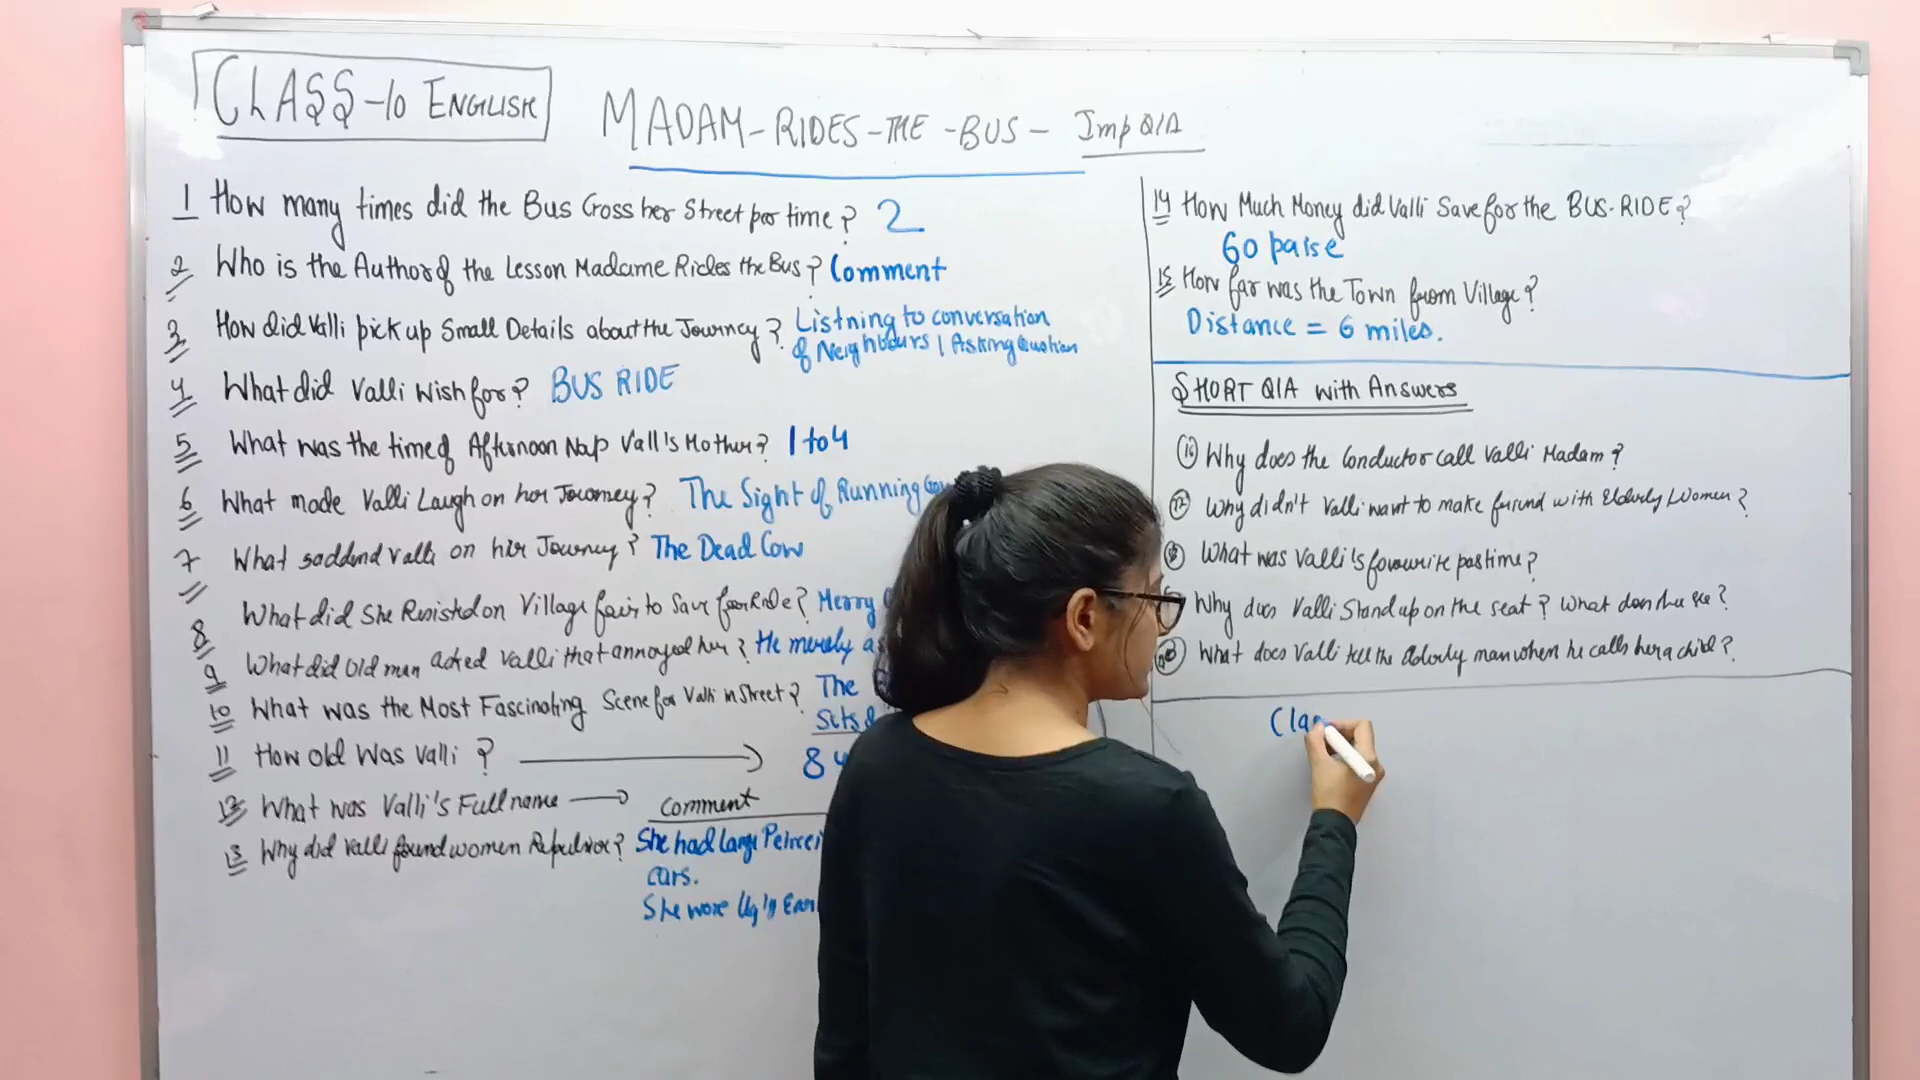 CLASS-10 ENGLISH
MADAM-RIDES-THE-BUS- Imp Q/A
1 How many times did the Bus Cross her Street per time? 2
2 Who is the Author of the Lesson Madame Rides the Bus? Comment
3 How did Valli pick up Small Details about the Journey? Listning to conversation
of Neighbours / Asking Quotion
4 What did Valli Wish for? BUS RIDE
5 What was the time of Afternoon Nap Vall's Mother? 1 to 4
6 What made Valli Laugh on her Journey? The Sight of Running
7 What saddend Valli on her Journey? The Dead Cow
8 What did She Resisted on Village fair to Save for Ride? Merry
9 What did Old man asked Valli that annoyed her? He merely
10 What was the Most Fascinating Scene for Valli in Street? The
11 How old Was Valli? 8
12 What was Valli's Full name comment
13 Why did Valli found women Repulsive? She had large
ears.
She wore Ugly
14 How Much Money did Valli Save for the BUS-RIDE?
60 paise
15 How far was the Town from Village?
Distance = 6 miles.
SHORT Q/A with Answers
16 Why does the Conductor call Valli Madam?
17 Why didn't Valli want to make friend with Elderly Women?
What was Valli's favourite pastime?
Why does Valli Stand up on the seat? What does she see?
What does Valli tell the Elderly man when he calls her a child?